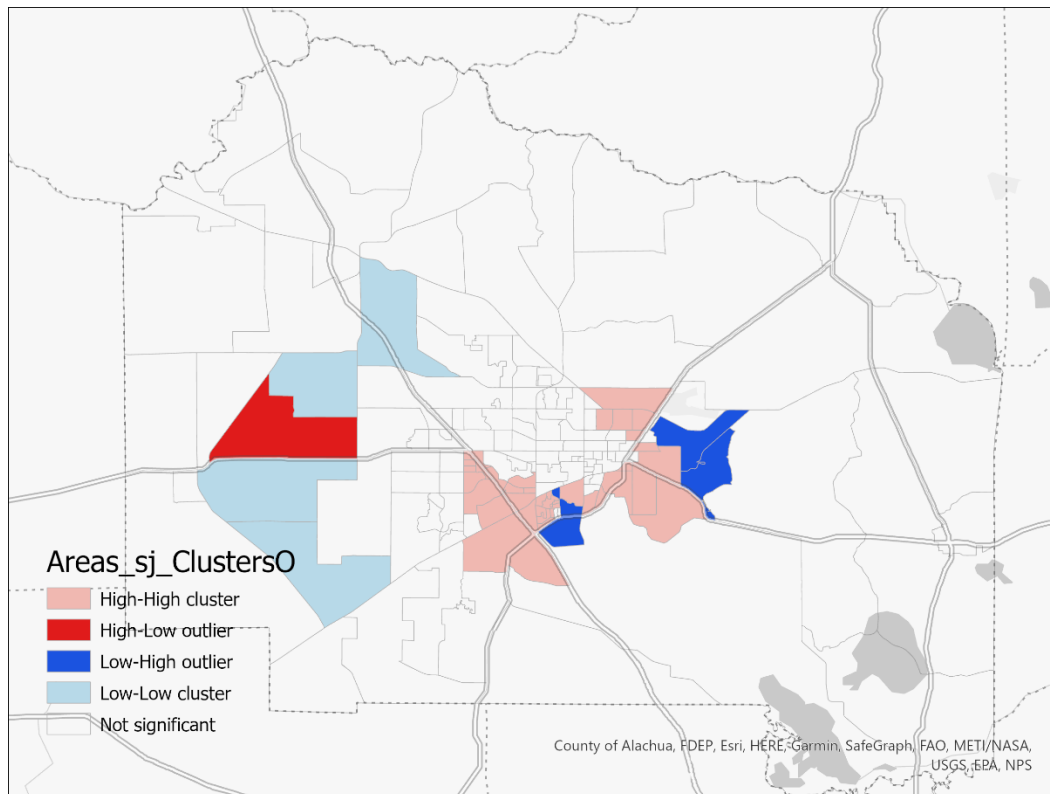 Areas_sj_ClustersO
High-High cluster
High-Low outlier
Low-High outlier
Low-Low cluster
Not significant
County of Alachua, FDEP, Esri, HERE, Garmin, SafeGraph, FAO, METI/NASA,
USGS, EPA, NPS